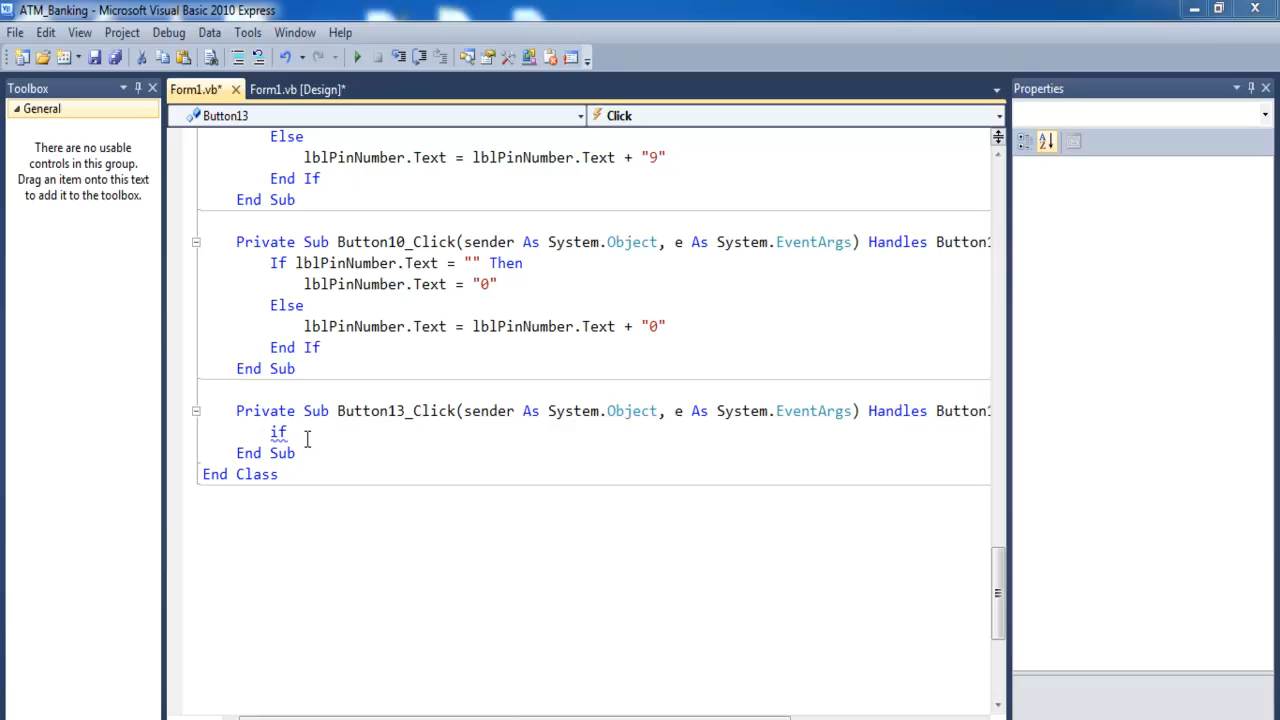 ATM_Banking - Microsoft Visual Basic 2010 Express
File Edit View Project Debug Data Tools Window Help
Toolbox
General
There are no usable
controls in this group.
Drag an item onto this text
to add it to the toolbox.
Form1.vb* Form1.vb [Design]*
Button13 Click
Else
lblPinNumber.Text = lblPinNumber.Text + "9"
End If
End Sub
Private Sub Button10_Click(sender As System.Object, e As System.EventArgs) Handles Button1
If lblPinNumber.Text = "" Then
lblPinNumber.Text = "0"
Else
lblPinNumber.Text = lblPinNumber.Text + "0"
End If
End Sub
Private Sub Button13_Click(sender As System.Object, e As System.EventArgs) Handles Button1
if
End Sub
End Class
Properties